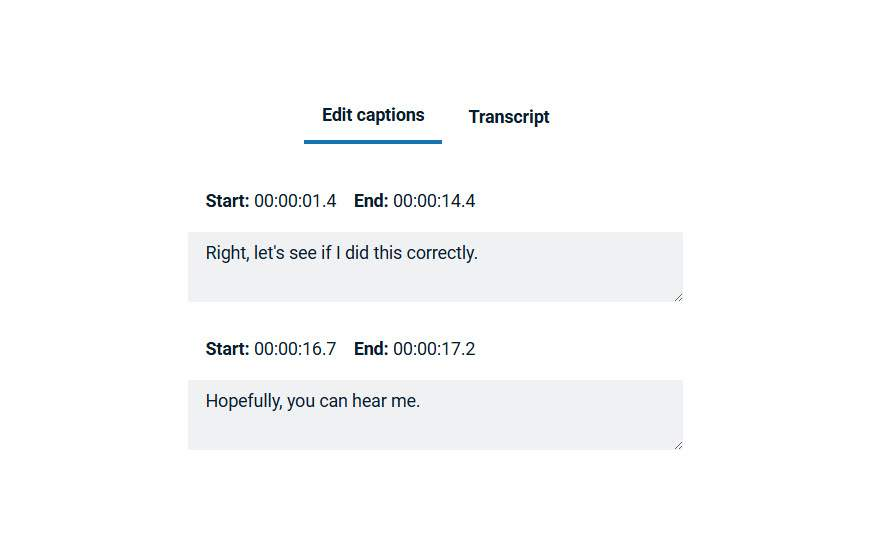 Edit captions Transcript
Start: 00:00:01.4 End: 00:00:14.4
Right, let's see if I did this correctly.
Start: 00:00:16.7 End: 00:00:17.2
Hopefully, you can hear me.